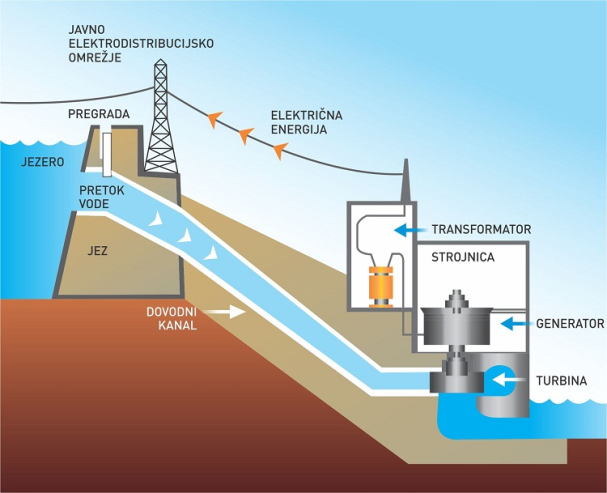 JAVNO
ELEKTRODISTRIBUCIJSKO
OMREŽJE
PREGRADA
ELEKTRIČNA
ENERGIJA
JEZERO
PRETOK
VODE
TRANSFORMATOR
JEZ
STROJNICA
DOVODNI
KANAL
GENERATOR
TURBINA